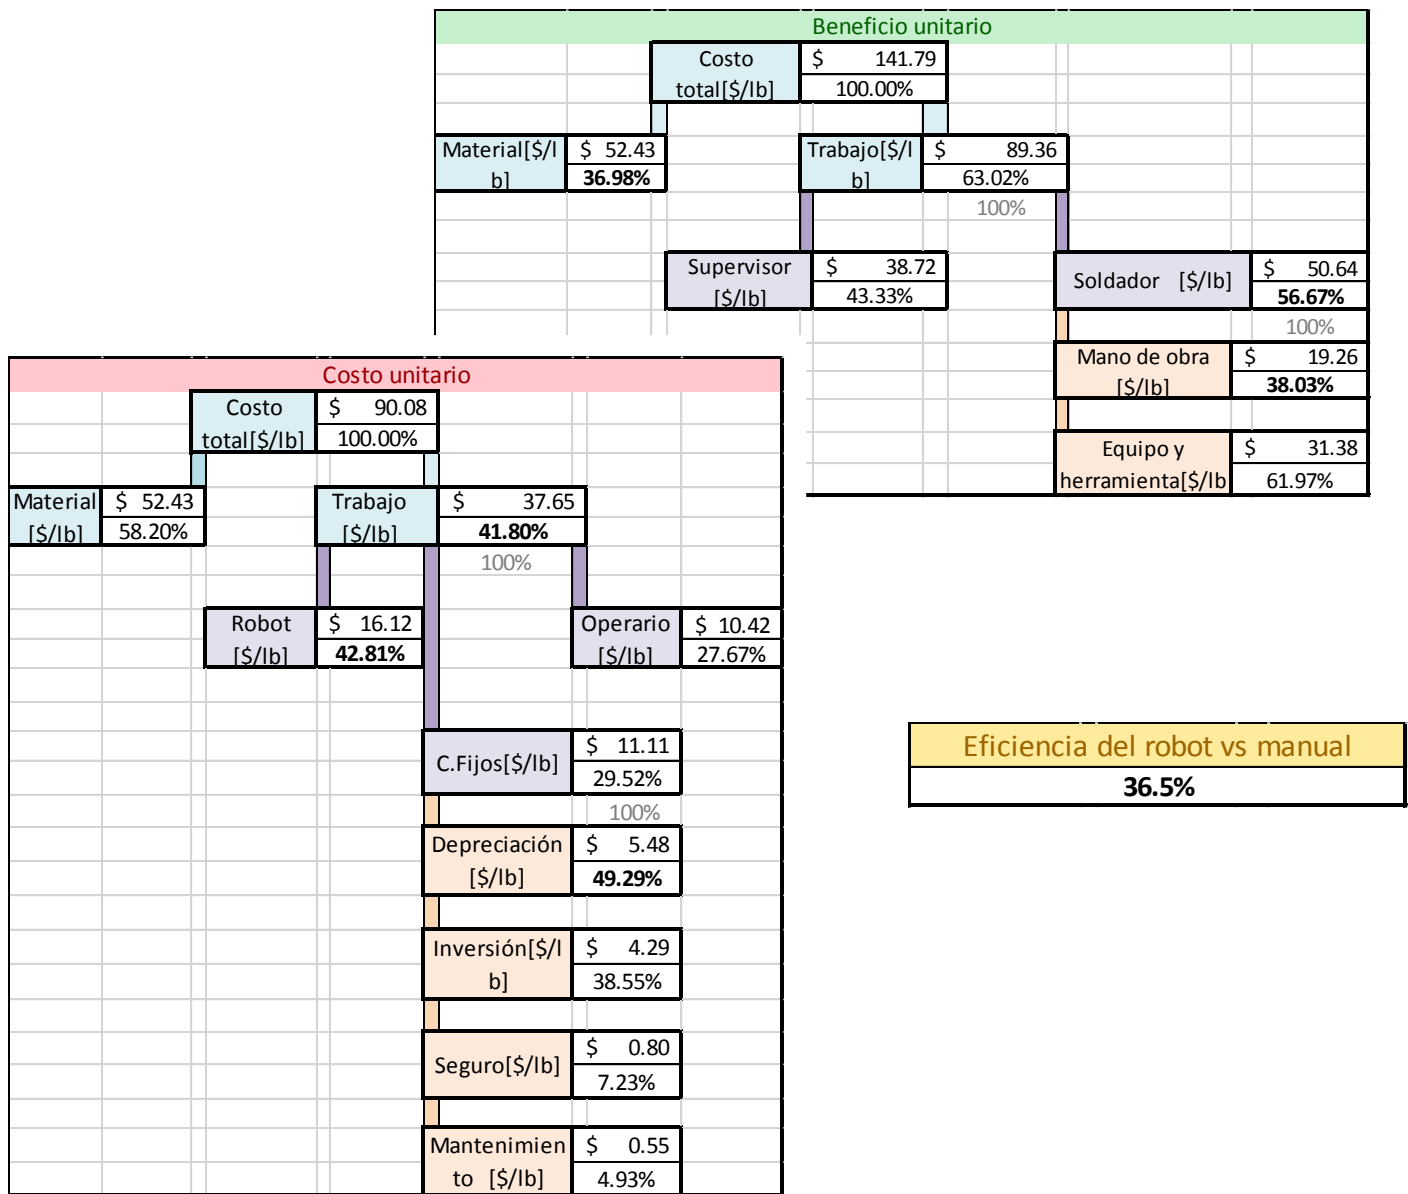 Beneficio unitario
Costo $ 141.79
total[$/lb] 100.00%
Material[$/l $ 52.43 Trabajo[$/l $ 89.36
b] 36.98% b] 63.02%
100%
Supervisor $ 38.72 Soldador [$/lb] $ 50.64
[$/lb] 43.33% 56.67%
100%
Mano de obra $ 19.26
[$/lb] 38.03%
Equipo y $ 31.38
herramienta[$/lb 61.97%
Costo unitario
Costo $ 90.08
total[$/lb] 100.00%
Material $ 52.43 Trabajo $ 37.65
[$/lb] 58.20% [$/lb] 41.80%
100%
Robot $ 16.12 Operario $ 10.42
[$/lb] 42.81% [$/lb] 27.67%
C.Fijos[$/lb] $ 11.11
29.52%
100%
Depreciación $ 5.48
[$/lb] 49.29%
Inversión[$/l $ 4.29
b] 38.55%
Seguro[$/lb] $ 0.80
7.23%
Mantenimien $ 0.55
to [$/lb] 4.93%
Eficiencia del robot vs manual
36.5%